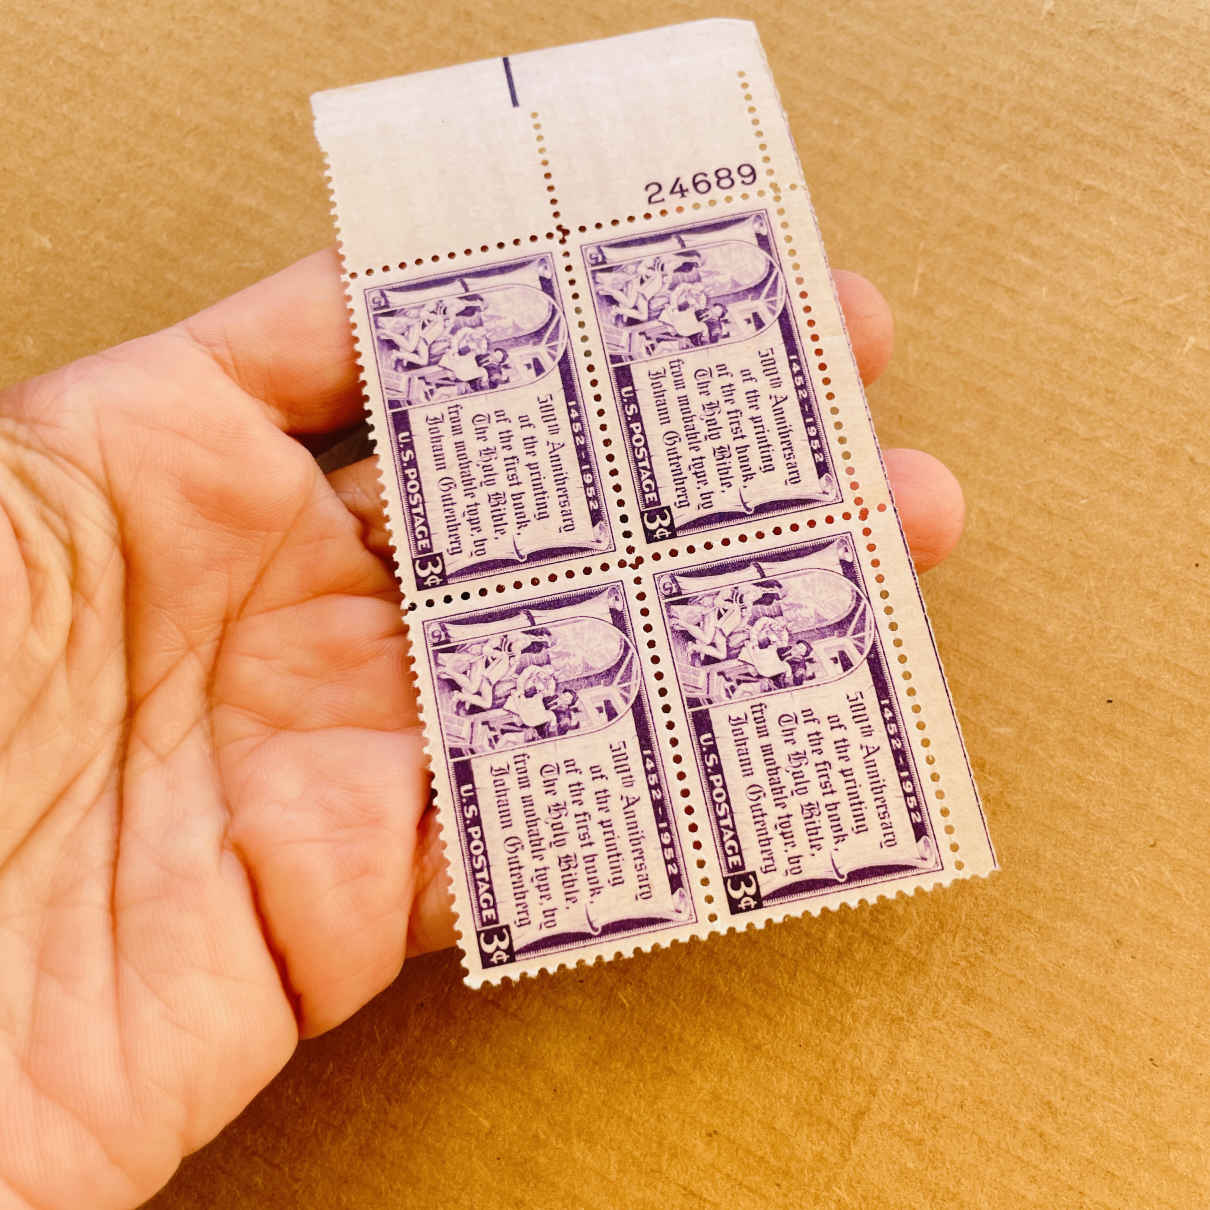 24689
1452-1952
500th Anniversary
of the printing
of the first book,
The Holy Bible,
from movable type, by
Johann Gutenberg
U.S. POSTAGE 3¢
1452-1952
500th Anniversary
of the printing
of the first book,
The Holy Bible,
from movable type, by
Johann Gutenberg
U.S. POSTAGE 3¢
1452-1952
500th Anniversary
of the printing
of the first book,
The Holy Bible,
from movable type, by
Johann Gutenberg
U.S. POSTAGE 3¢
1452-1952
500th Anniversary
of the printing
of the first book,
The Holy Bible,
from movable type, by
Johann Gutenberg
U.S. POSTAGE 3¢